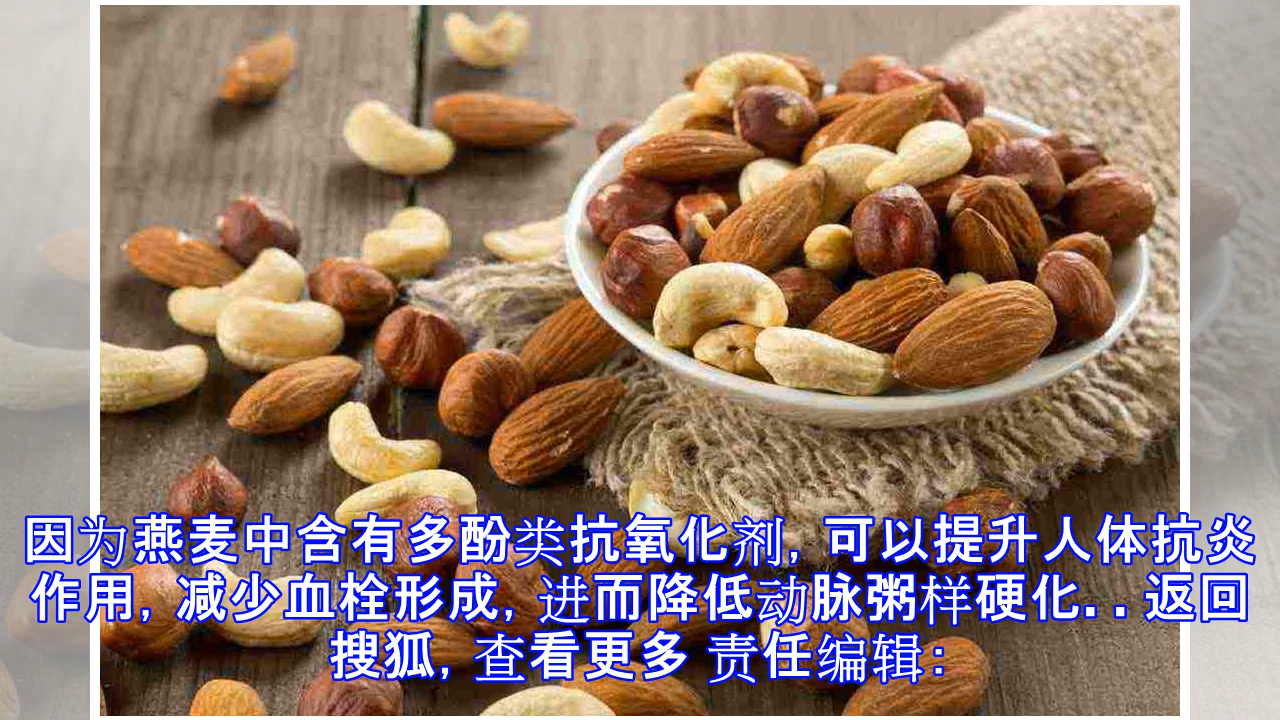 因为燕麦中含有多酚类抗氧化剂, 可以提升人体抗炎
作用, 减少血栓形成, 进而降低动脉粥样硬化. . 返回
搜狐, 查看更多 责任编辑: